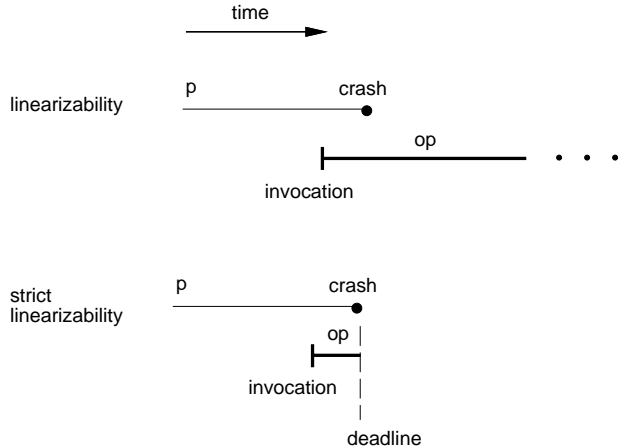 time
p
crash
linearizability
op
invocation
p
crash
strict
linearizability
op
invocation
deadline